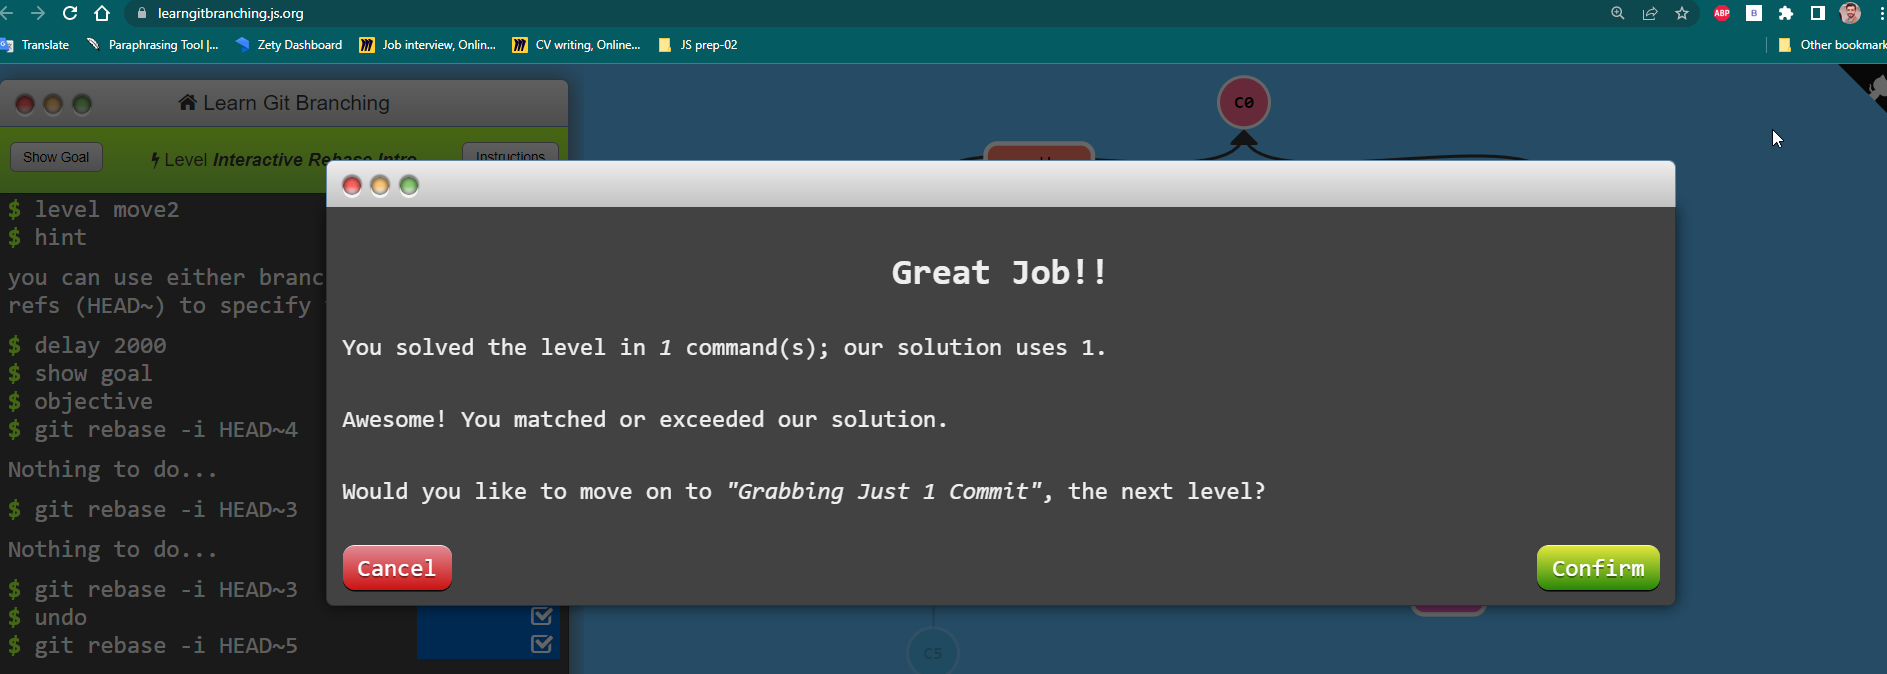 learngitbranching.js.org
ABP
B
Translate
Paraphrasing Tool |...
Zety Dashboard
Job interview, Onlin...
CV writing, Online...
JS prep-02
Other bookmark
Learn Git Branching
C0
Show Goal
Level Interactive Rebase Intro
Instructions
$ level move2
$ hint
you can use either branc
refs (HEAD~) to specify
$ delay 2000
$ show goal
$ objective
$ git rebase -i HEAD~4
Nothing to do...
$ git rebase -i HEAD~3
Nothing to do...
$ git rebase -i HEAD~3
$ undo
$ git rebase -i HEAD~5
Great Job!!
You solved the level in 1 command(s); our solution uses 1.
Awesome! You matched or exceeded our solution.
Would you like to move on to "Grabbing Just 1 Commit", the next level?
Cancel
Confirm
C5